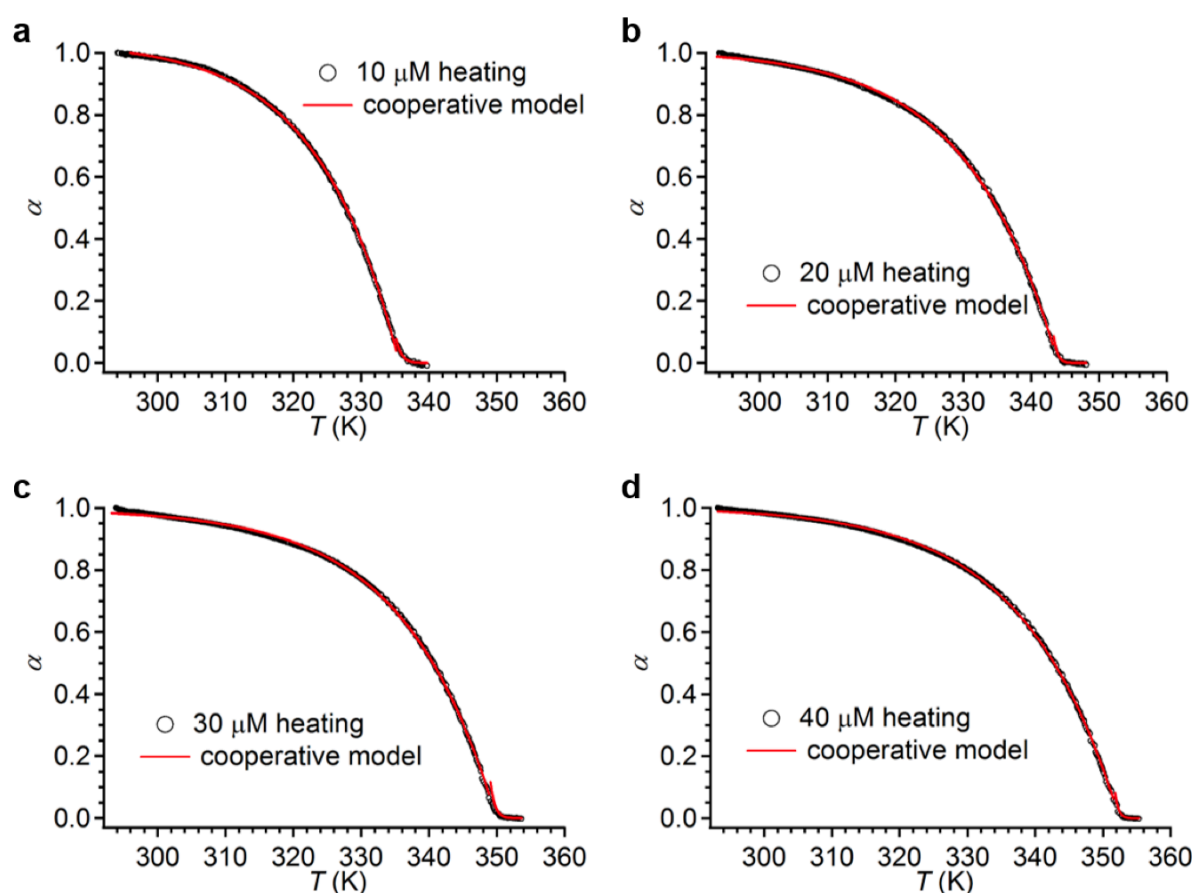 a
1.0
0.8
0.6
0.4
0.2
0.0
α
○ 10 μM heating
cooperative model
300 310 320 330 340 350 360
T (K)
b
1.0
0.8
0.6
0.4
0.2
0.0
α
○ 20 μM heating
cooperative model
300 310 320 330 340 350 360
T (K)
c
1.0
0.8
0.6
0.4
0.2
0.0
α
○ 30 μM heating
cooperative model
300 310 320 330 340 350 360
T (K)
d
1.0
0.8
0.6
0.4
0.2
0.0
α
○ 40 μM heating
cooperative model
300 310 320 330 340 350 360
T (K)